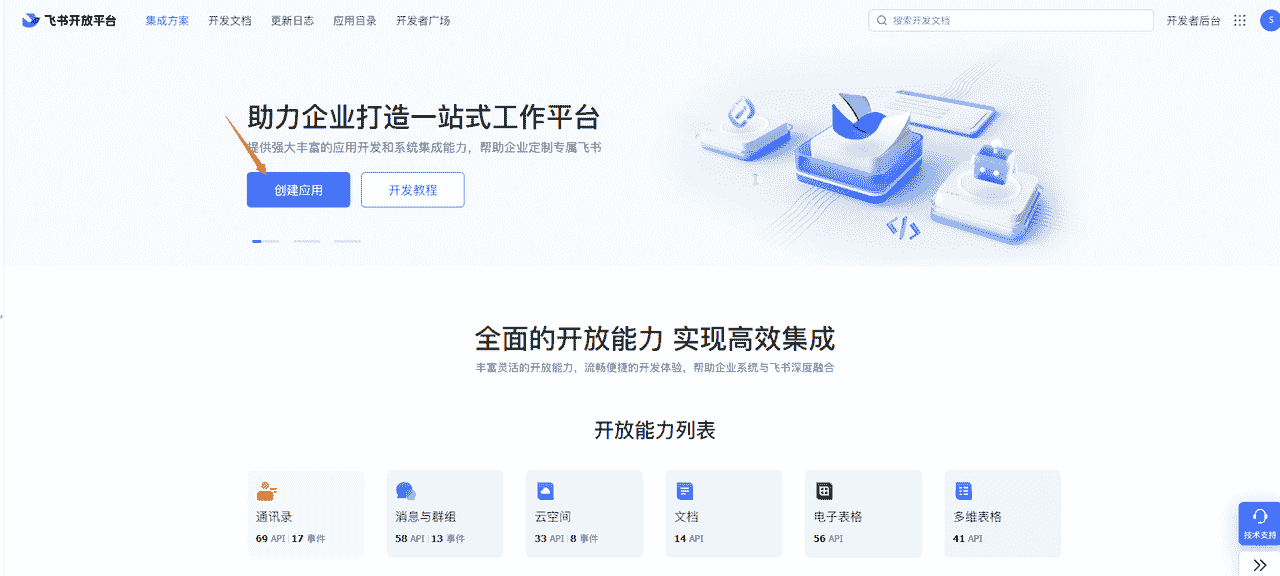 飞书开放平台 集成方案 开发文档 更新日志 应用目录 开发者广场 搜索开发文档 开发者后台 S
助力企业打造一站式工作平台
提供强大丰富的应用开发和系统集成能力，帮助企业定制专属飞书
创建应用 开发教程
全面的开放能力 实现高效集成
丰富灵活的开放能力，流畅便捷的开发体验，帮助企业系统与飞书深度融合
开放能力列表
通讯录 消息与群组 云空间 文档 电子表格 多维表格
69 API | 17 事件 58 API | 13 事件 33 API | 8 事件 14 API 56 API 41 API
技术支持